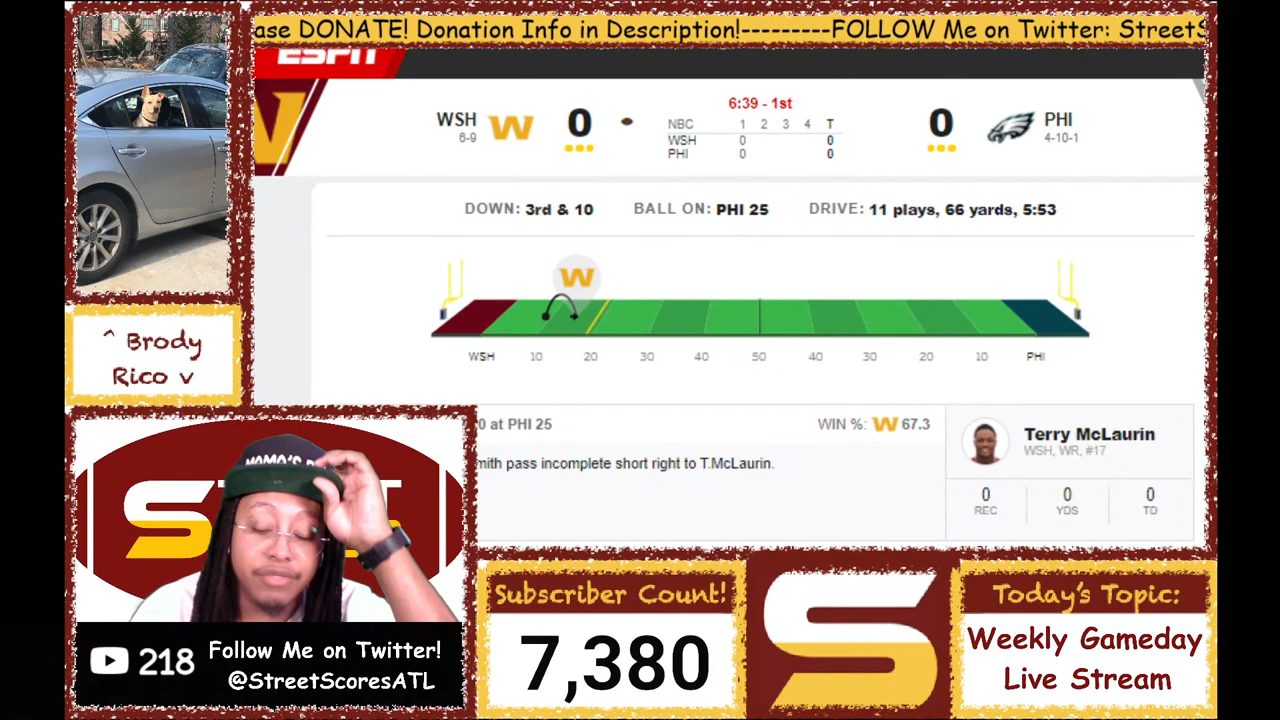 ase DONATE! Donation Info in Description!---------FOLLOW Me on Twitter: StreetS
ESPN
WSH
6-9
W
0
6:39 - 1st
NBC 1 2 3 4 T
WSH 0 0
PHI 0 0
0
PHI
4-10-1
DOWN: 3rd & 10 BALL ON: PHI 25 DRIVE: 11 plays, 66 yards, 5:53
W
WSH 10 20 30 40 50 40 30 20 10 PHI
^ Brody
Rico v
0 at PHI 25
WIN %: W 67.3
mith pass incomplete short right to T.McLaurin.
Terry McLaurin
WSH, WR, #17
0 0 0
REC YDS TD
MOMO'S
S
218
Follow Me on Twitter!
@StreetScoresATL
Subscriber Count!
7,380
S
Today's Topic:
Weekly Gameday
Live Stream